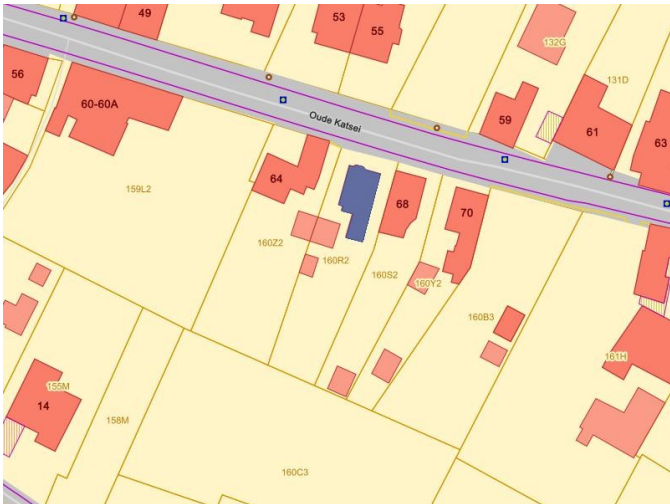 49
53
55
132G
56
60-60A
Oude Katsei
59
131D
61
63
159L2
64
68
70
160Z2
160R2
160S2
160Y2
160B3
161H
155M
14
158M
160C3